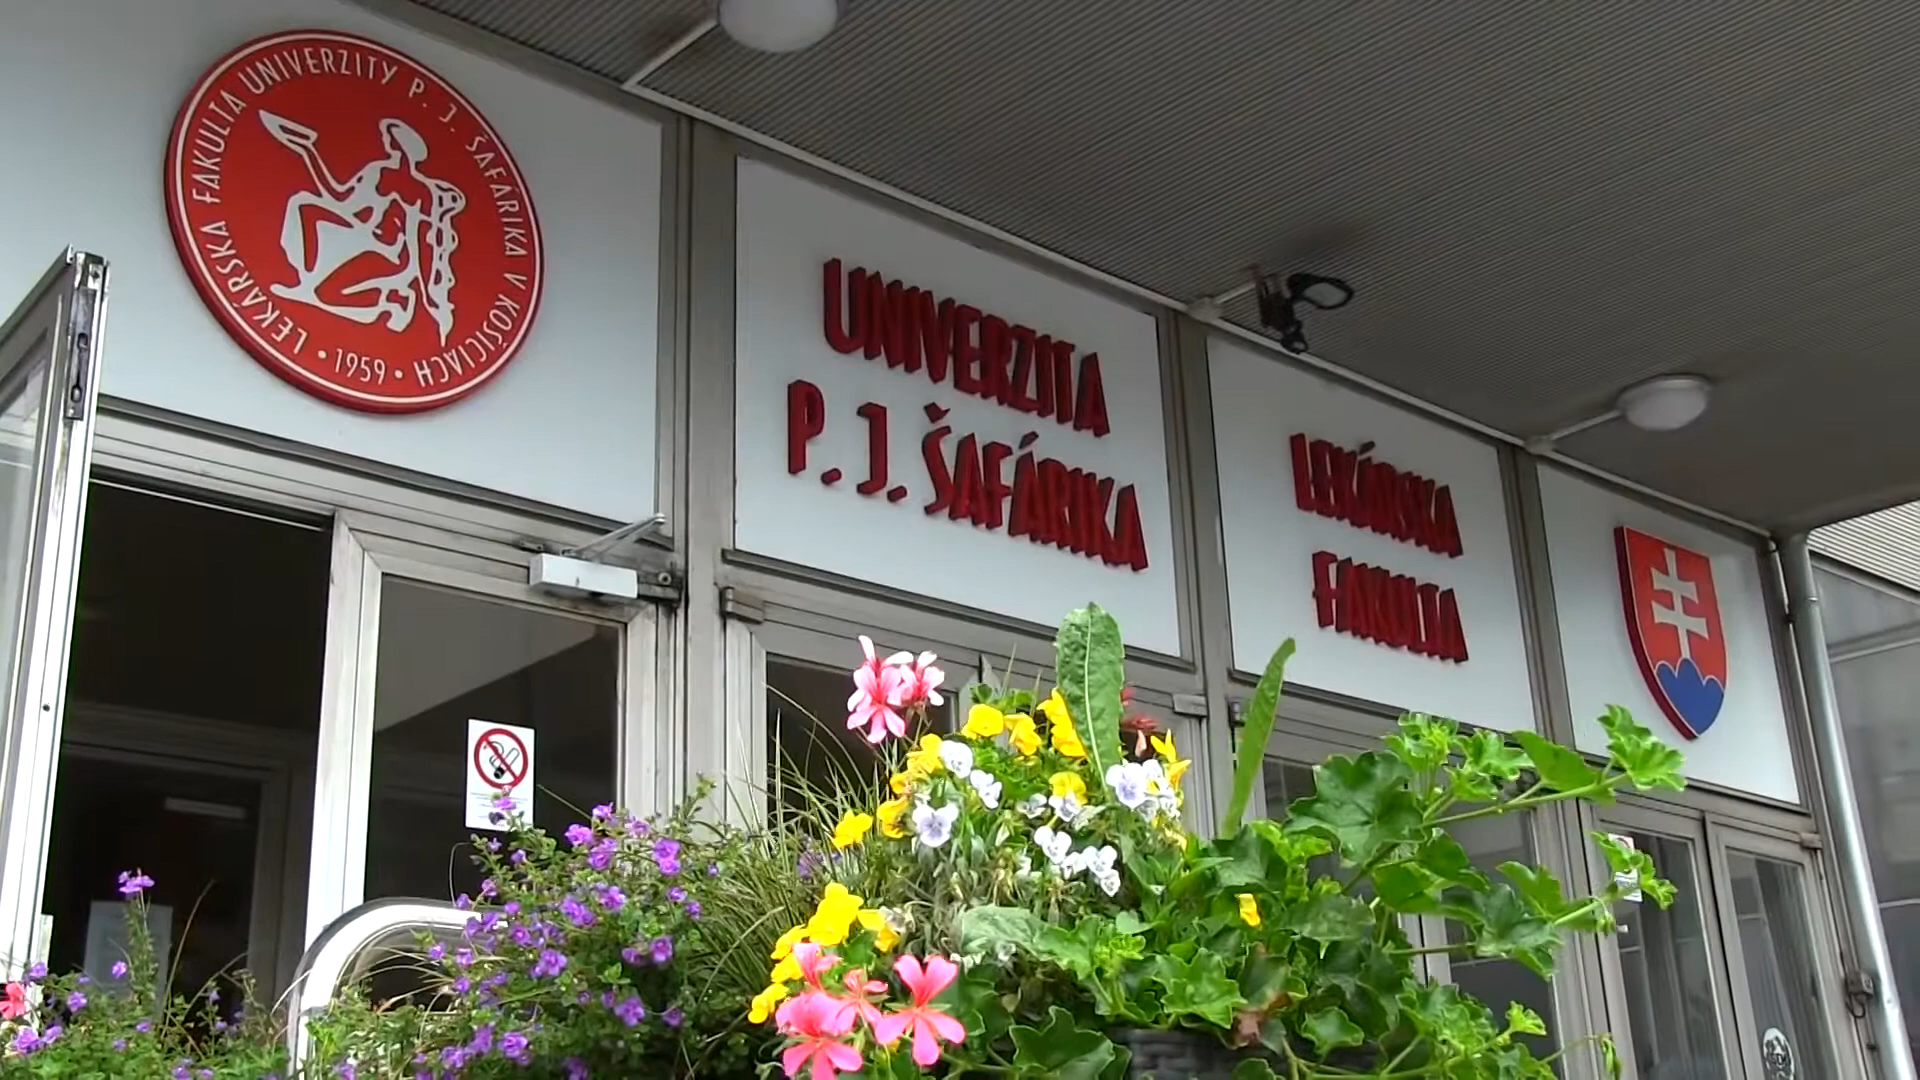 LEKÁRSKA FAKULTA UNIVERZITY P. J. ŠAFÁRIKA V KOŠICIACH
• 1959 •
UNIVERZITA
P. J. ŠAFÁRIKA
LEKÁRSKA
FAKULTA